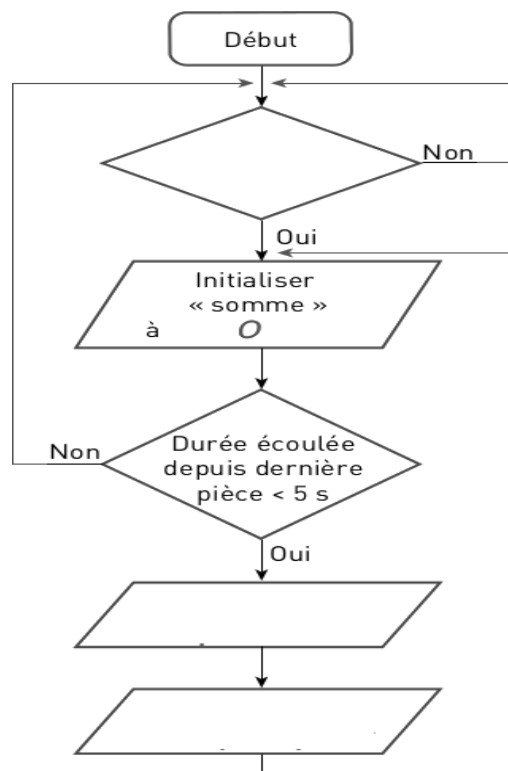 Début
Non
Oui
Initialiser
« somme »
à O
Non
Durée écoulée
depuis dernière
pièce < 5 s
Oui